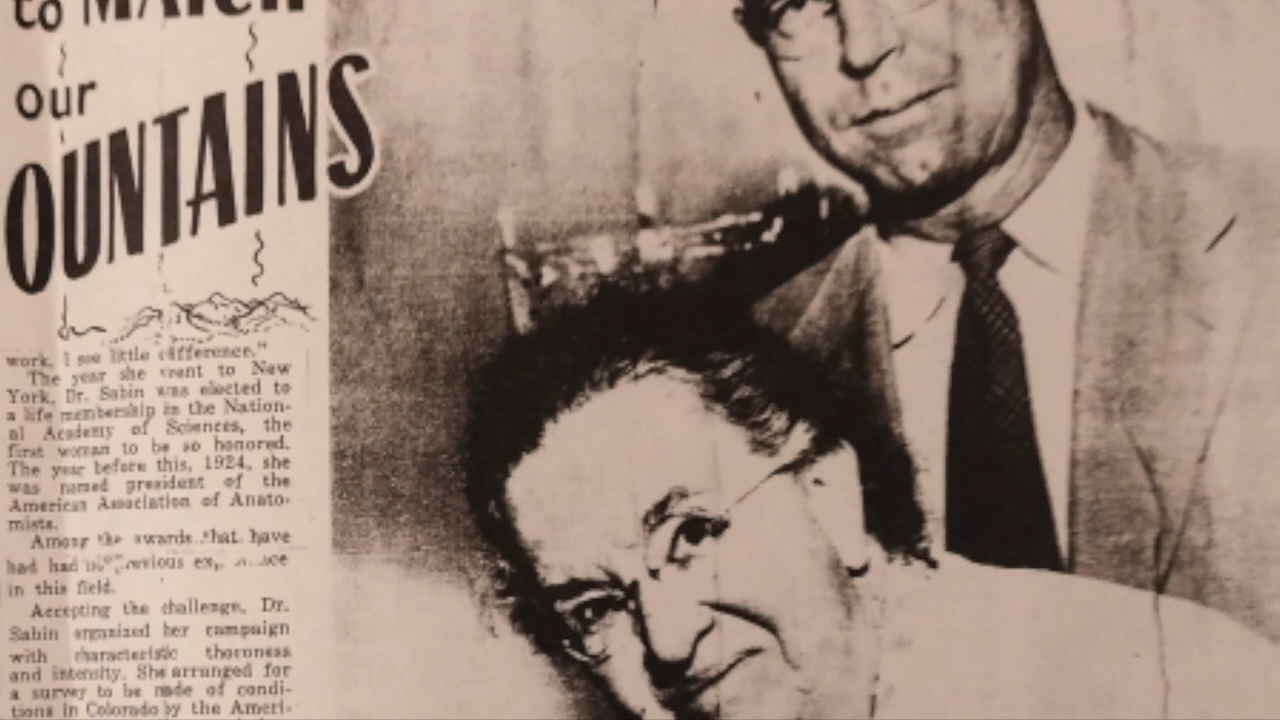 to MATCH
our
OUNTAINS
work, I see little difference."
The year she went to New
York, Dr. Sabin was elected to
a life membership in the Nation-
al Academy of Sciences, the
first woman to be so honored.
The year before this, 1924, she
was named president of the
American Association of Anato-
mists.
Among the awards that have
had had previous
in this field.
Accepting the challenge, Dr.
Sabin organized her campaign
with characteristic thoroness
and intensity. She arranged for
a survey to be made of condi-
tions in Colorado by the Ameri-